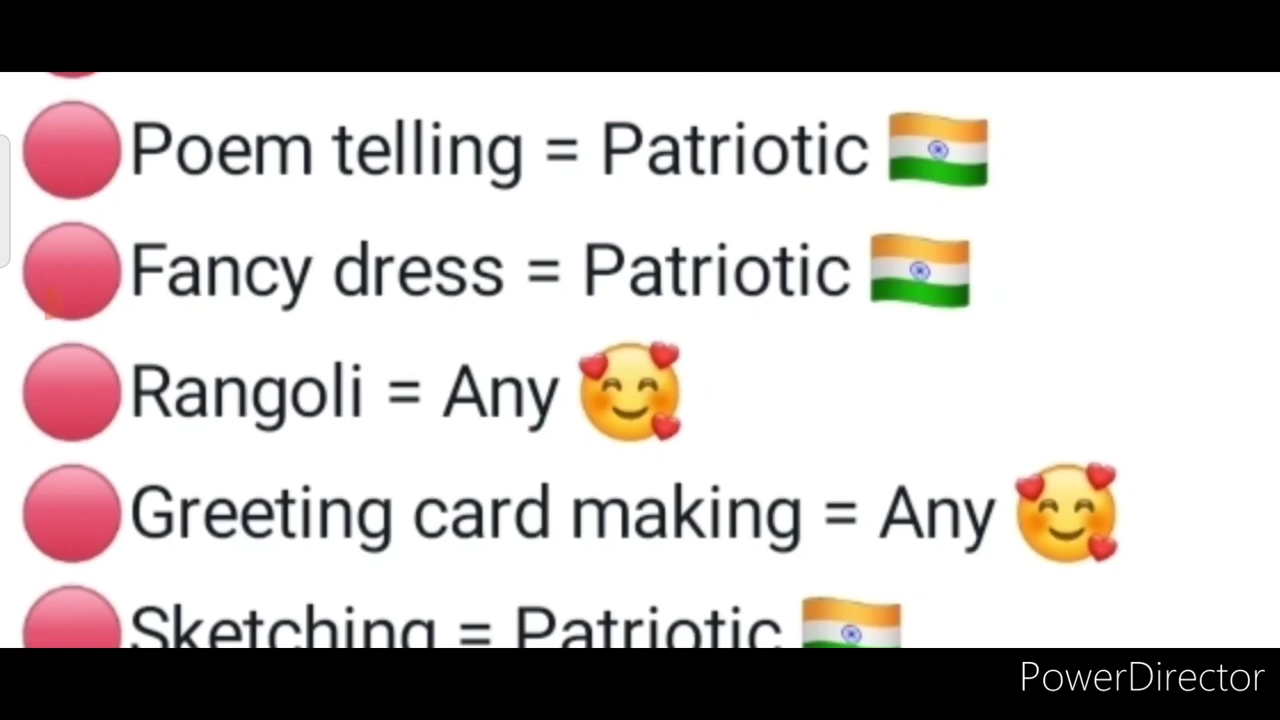 🔴Poem telling = Patriotic 🇮🇳
🔴Fancy dress = Patriotic 🇮🇳
🔴Rangoli = Any 🥰
🔴Greeting card making = Any 🥰
🔴Sketching = Patriotic 🇮🇳
PowerDirector